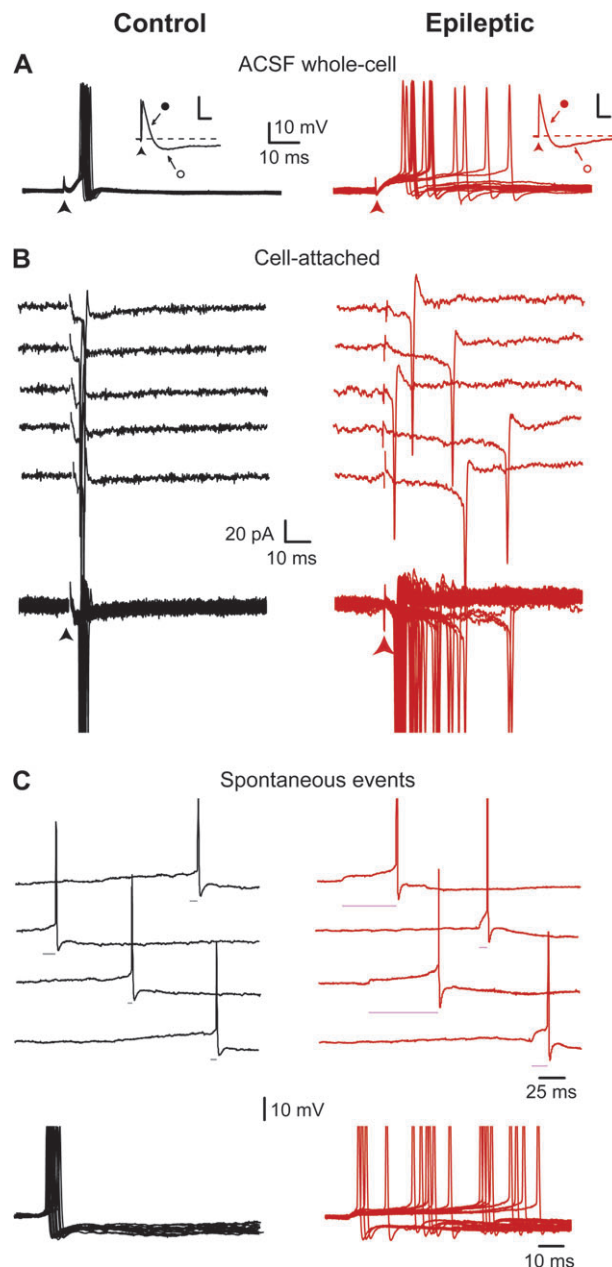 Control Epileptic
A ACSF whole-cell
10 mV
10 ms
B Cell-attached
20 pA
10 ms
C Spontaneous events
25 ms
10 mV
10 ms